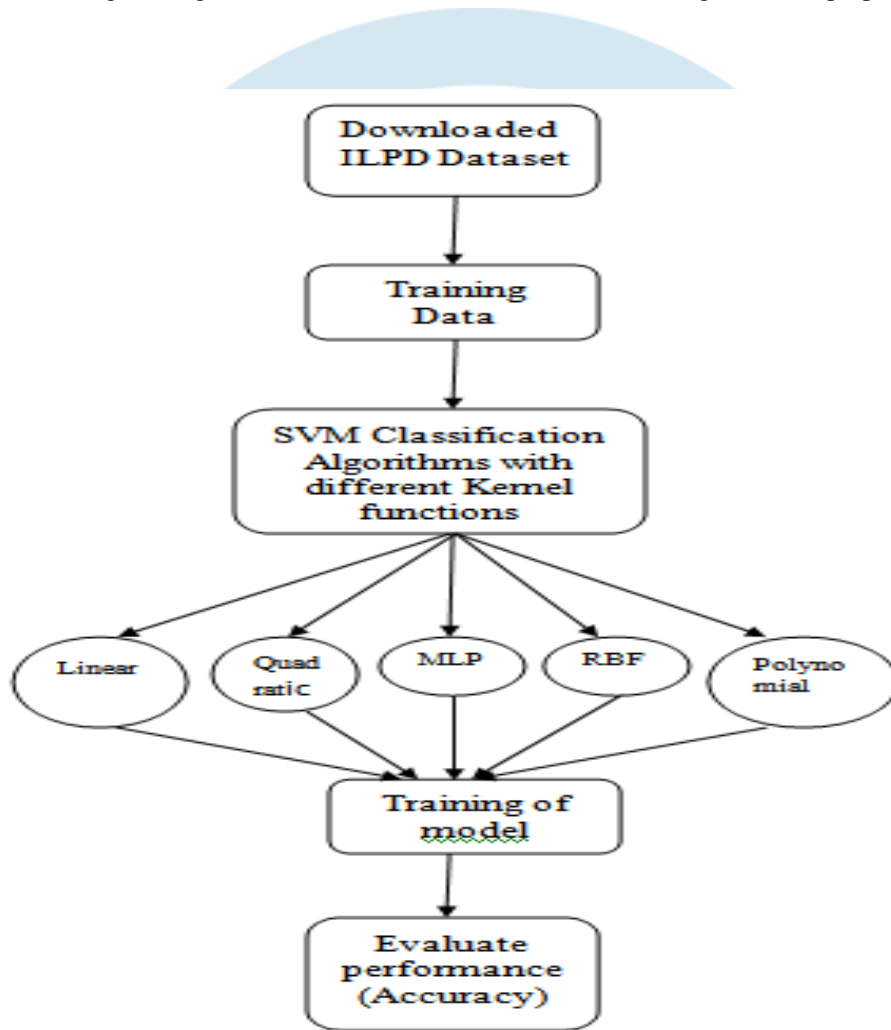 Downloaded
ILPD Dataset
Training
Data
SVM Classification
Algorithms with
different Kernel
functions
Linear
Quad
ratic
MLP
RBF
Polyno
mial
Training of
model
Evaluate
performance
(Accuracy)